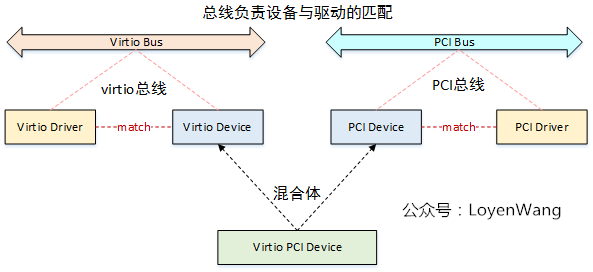 总线负责设备与驱动的匹配
Virtio Bus
PCI Bus
virtio总线
PCI总线
Virtio Driver
match
Virtio Device
PCI Device
match
PCI Driver
混合体
公众号：LoyenWang
Virtio PCI Device